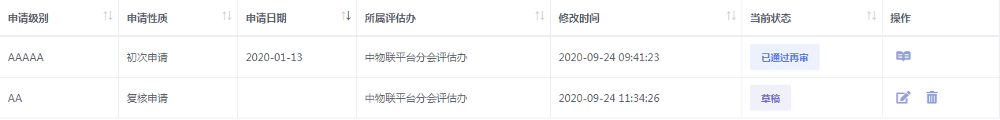 申请级别 申请性质 申请日期 所属评估办 修改时间 当前状态 操作
AAAAA 初次申请 2020-01-13 中物联平台分会评估办 2020-09-24 09:41:23 已通过再审
AA 复核申请 中物联平台分会评估办 2020-09-24 11:34:26 草稿